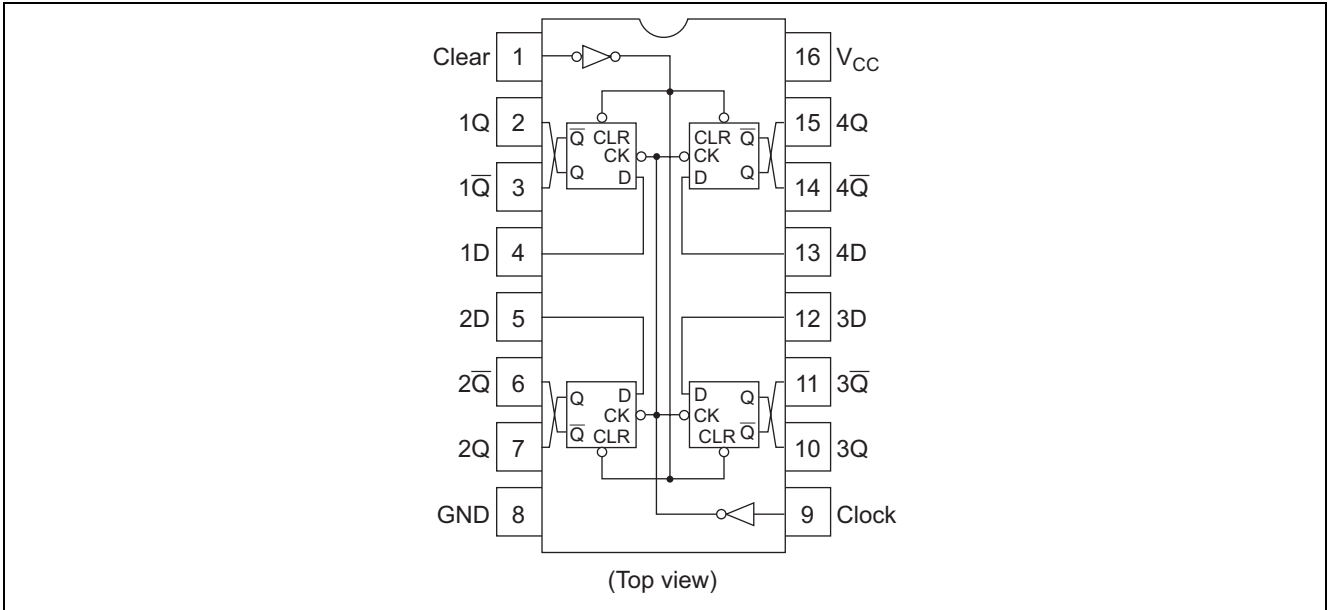 Clear 1 16 V_CC
1Q 2 Q̅ CLR CLR Q̅ 15 4Q
CK CK
1Q̅ 3 Q D D Q 14 4Q̅
1D 4 13 4D
2D 5 12 3D
2Q̅ 6 Q D D Q 11 3Q̅
CK CK
2Q 7 Q̅ CLR CLR Q̅ 10 3Q
GND 8 9 Clock
(Top view)